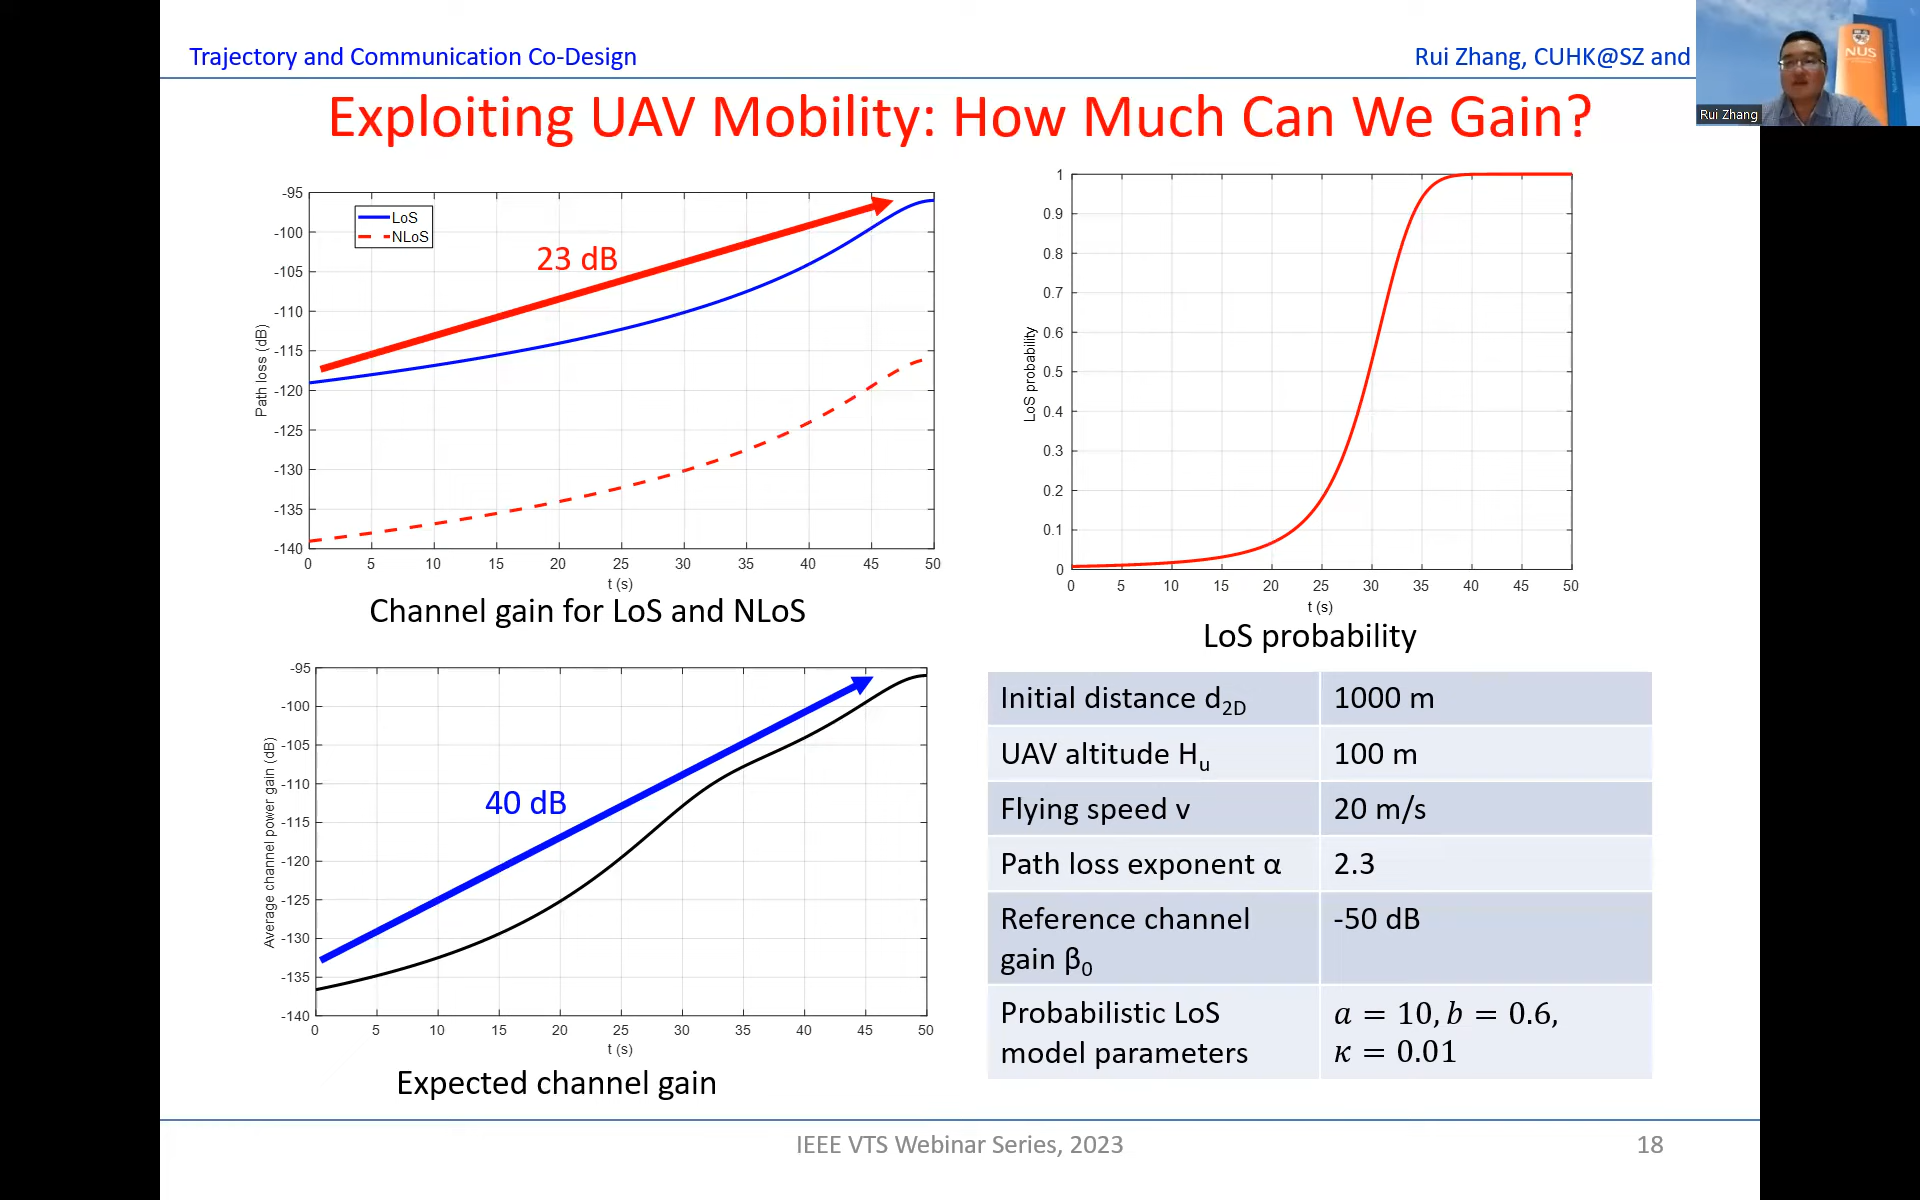 Trajectory and Communication Co-Design
Rui Zhang, CUHK@SZ and
NUS
Rui Zhang
Exploiting UAV Mobility: How Much Can We Gain?
-95
-100
-105
-110
-115
-120
-125
-130
-135
-140
Path loss (dB)
LoS
NLoS
23 dB
0 5 10 15 20 25 30 35 40 45 50
t (s)
Channel gain for LoS and NLoS
1
0.9
0.8
0.7
0.6
0.5
0.4
0.3
0.2
0.1
0
LoS probability
0 5 10 15 20 25 30 35 40 45 50
t (s)
LoS probability
-95
-100
-105
-110
-115
-120
-125
-130
-135
-140
Average channel power gain (dB)
40 dB
0 5 10 15 20 25 30 35 40 45 50
t (s)
Expected channel gain
Initial distance d₂D 1000 m
UAV altitude Hᵤ 100 m
Flying speed v 20 m/s
Path loss exponent α 2.3
Reference channel -50 dB
gain β₀
Probabilistic LoS a = 10, b = 0.6,
model parameters κ = 0.01
IEEE VTS Webinar Series, 2023
18